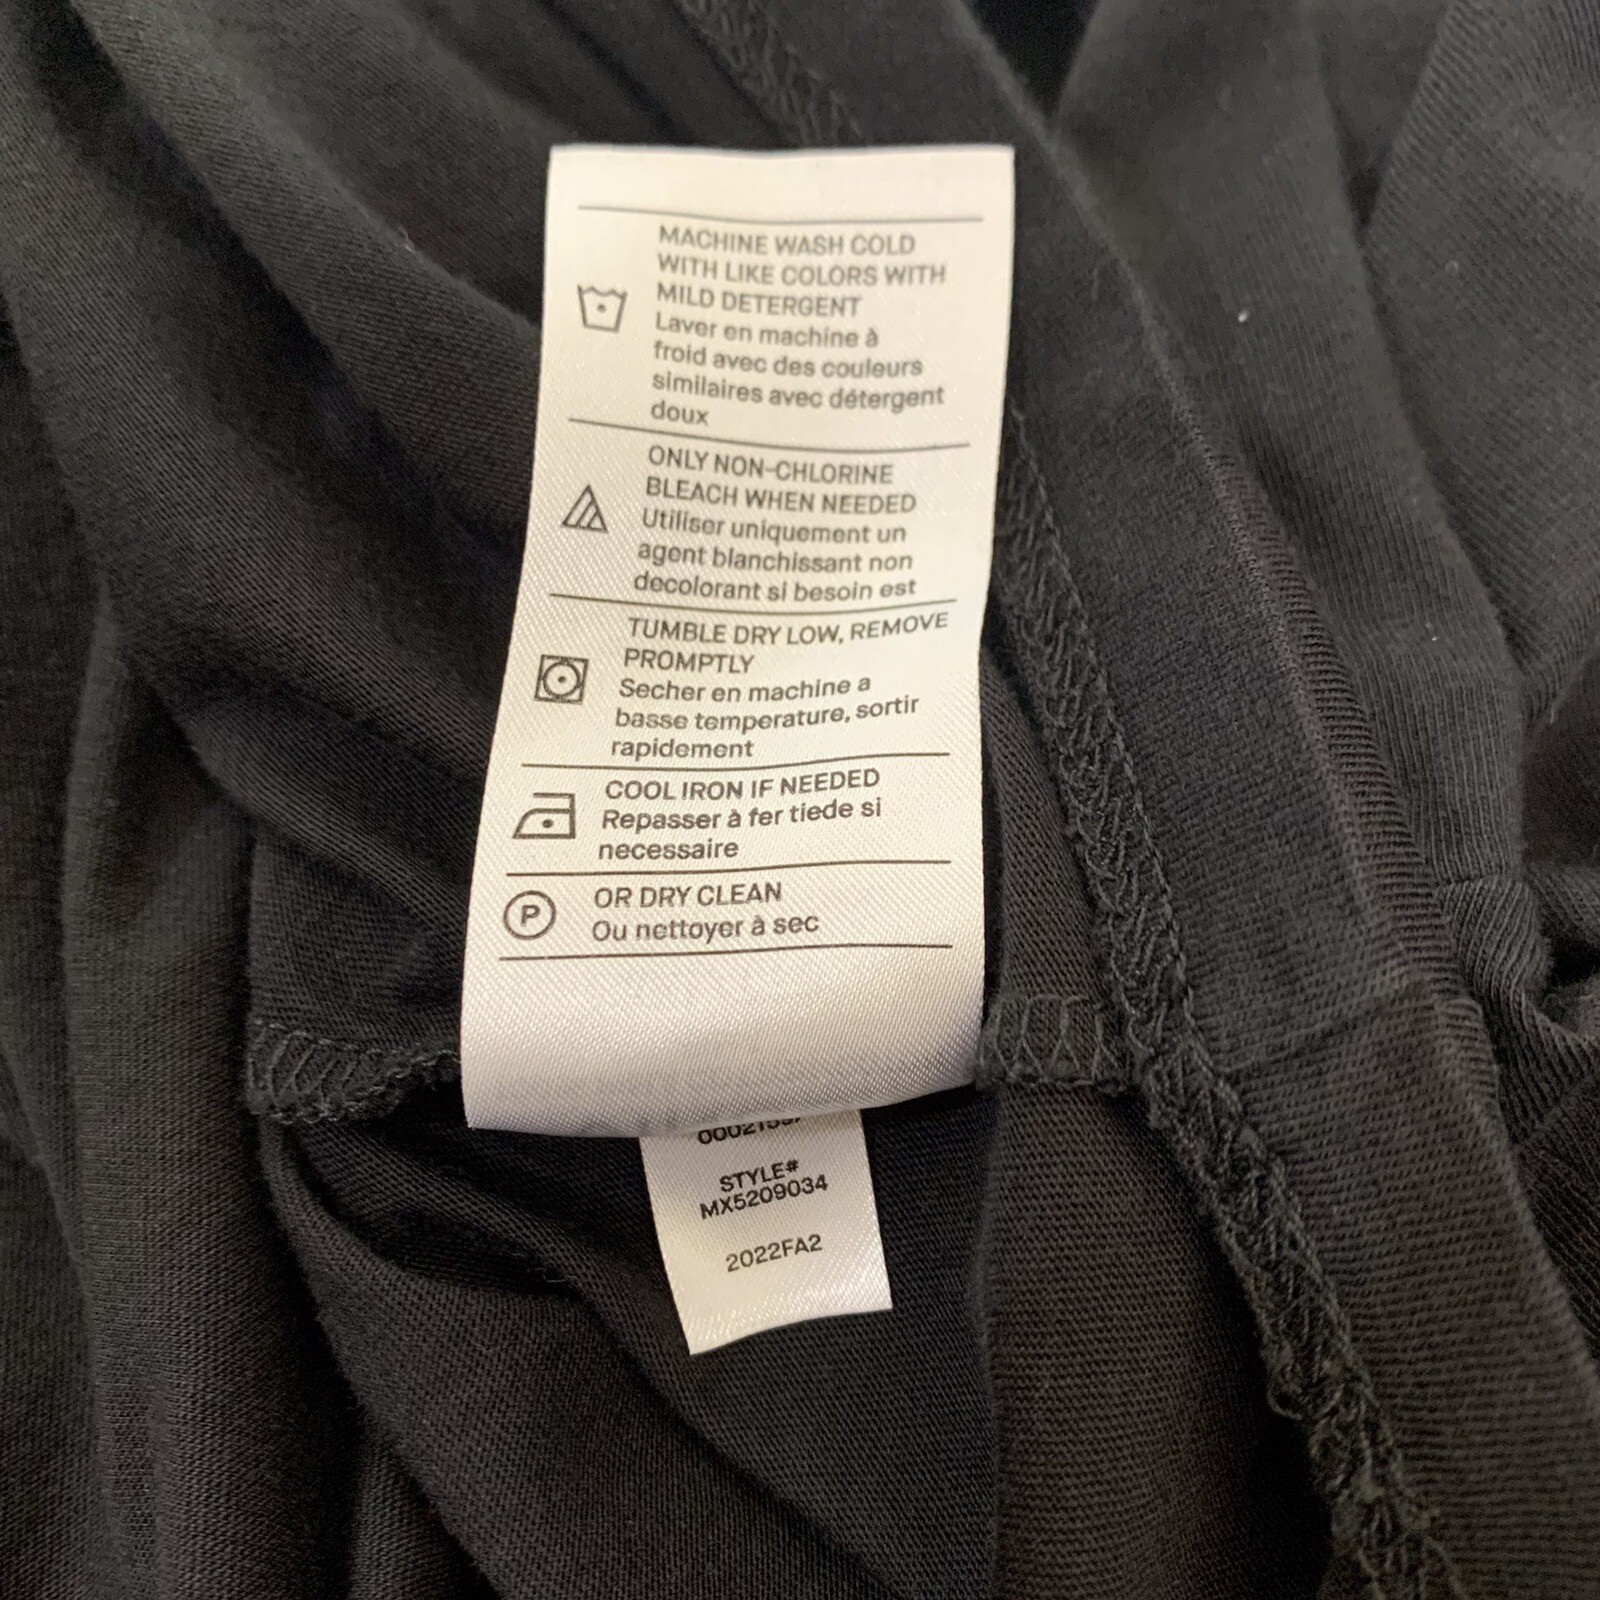 MACHINE WASH COLD
WITH LIKE COLORS WITH
MILD DETERGENT
Laver en machine à
froid avec des couleurs
similaires avec détergent
doux
ONLY NON-CHLORINE
BLEACH WHEN NEEDED
Utiliser uniquement un
agent blanchissant non
decolorant si besoin est
TUMBLE DRY LOW, REMOVE
PROMPTLY
Secher en machine a
basse temperature, sortir
rapidement
COOL IRON IF NEEDED
Repasser à fer tiede si
necessaire
P
OR DRY CLEAN
Ou nettoyer à sec
STYLE#
MX5209034
2022FA2